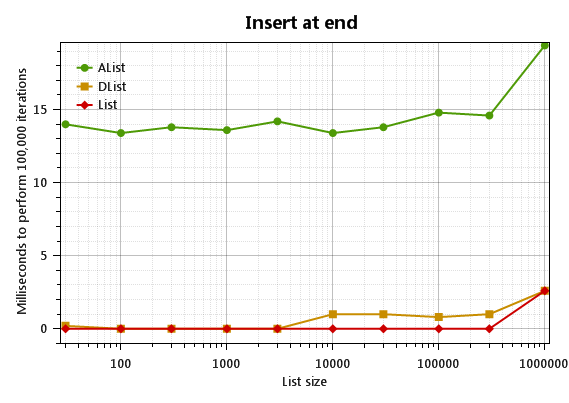 Insert at end
Milliseconds to perform 100,000 iterations
AList
DList
List
15
10
5
0
100
1000
10000
100000
1000000
List size